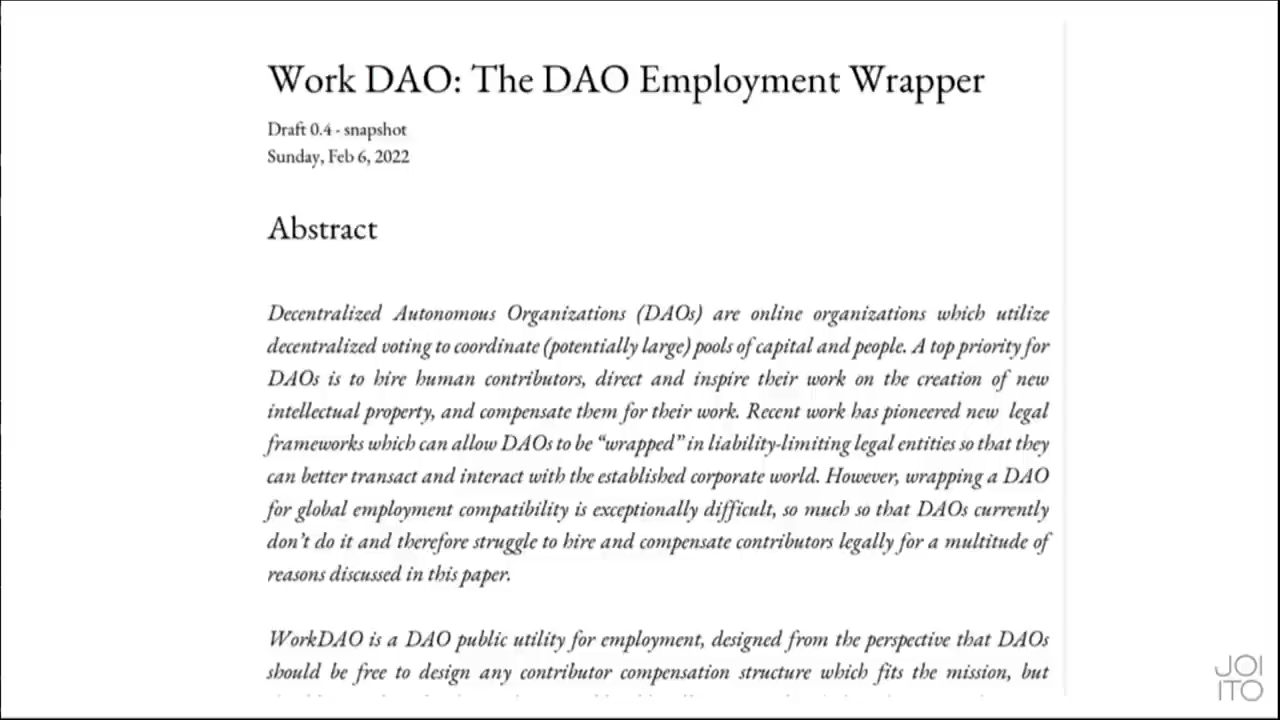 Work DAO: The DAO Employment Wrapper
Draft 0.4 - snapshot
Sunday, Feb 6, 2022
Abstract
Decentralized Autonomous Organizations (DAOs) are online organizations which utilize
decentralized voting to coordinate (potentially large) pools of capital and people. A top priority for
DAOs is to hire human contributors, direct and inspire their work on the creation of new
intellectual property, and compensate them for their work. Recent work has pioneered new legal
frameworks which can allow DAOs to be “wrapped” in liability-limiting legal entities so that they
can better transact and interact with the established corporate world. However, wrapping a DAO
for global employment compatibility is exceptionally difficult, so much so that DAOs currently
don’t do it and therefore struggle to hire and compensate contributors legally for a multitude of
reasons discussed in this paper.
WorkDAO is a DAO public utility for employment, designed from the perspective that DAOs
should be free to design any contributor compensation structure which fits the mission, but
JOI
ITO